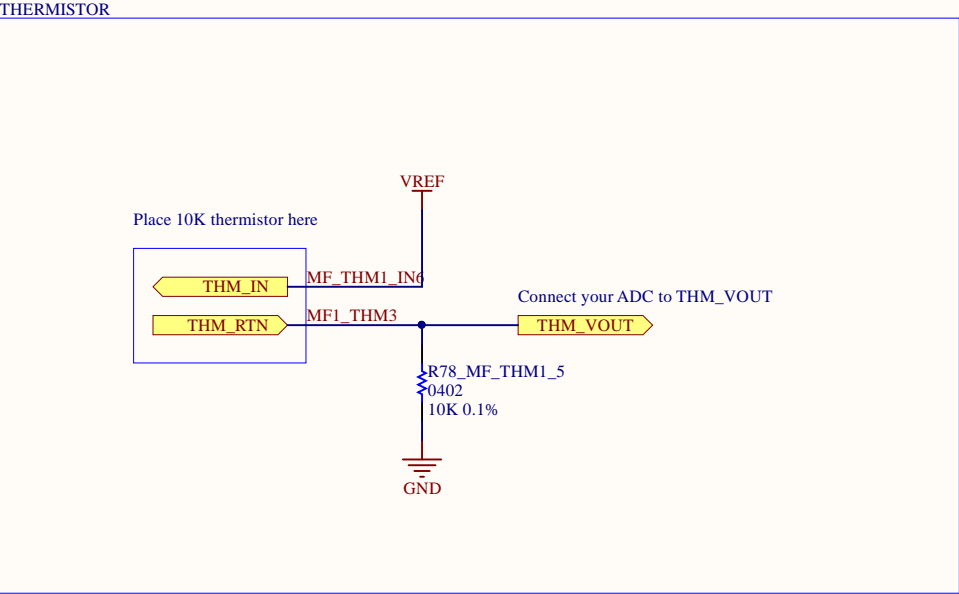 THERMISTOR
VREF
Place 10K thermistor here
THM_IN
MF_THM1_IN6
Connect your ADC to THM_VOUT
THM_RTN
MF1_THM3
THM_VOUT
R78_MF_THM1_5
0402
10K 0.1%
GND